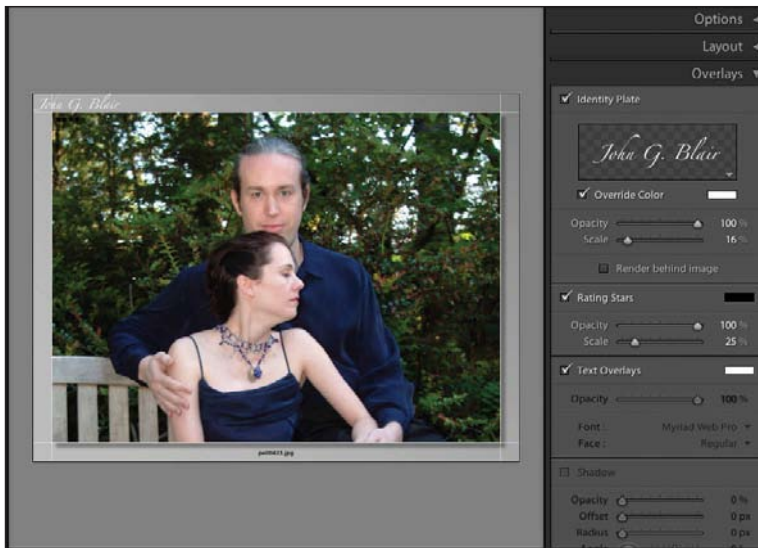 Options
Layout
Overlays
John G. Blair
Identity Plate
John G. Blair
Override Color
Opacity 100 %
Scale 16 %
Render behind image
Rating Stars
Opacity 100 %
Scale 25 %
Text Overlays
Opacity 100 %
Font : Myriad Web Pro
Face : Regular
Shadow
Opacity 0 %
Offset 0 px
Radius 0 px